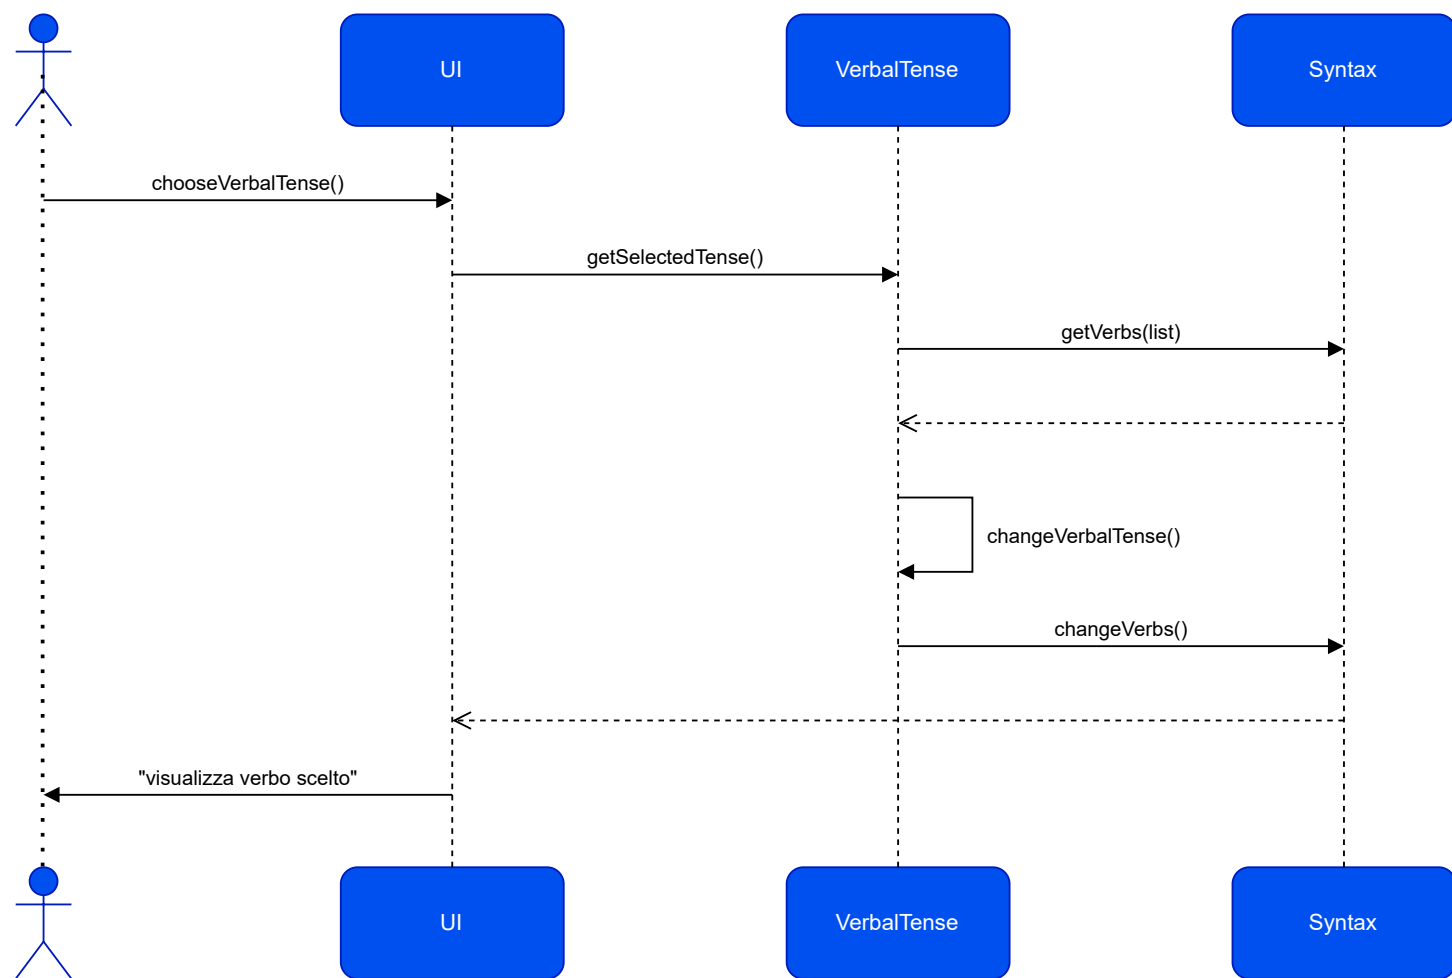 UI
VerbalTense
Syntax
chooseVerbalTense()
getSelectedTense()
getVerbs(list)
changeVerbalTense()
changeVerbs()
"visualizza verbo scelto"
UI
VerbalTense
Syntax